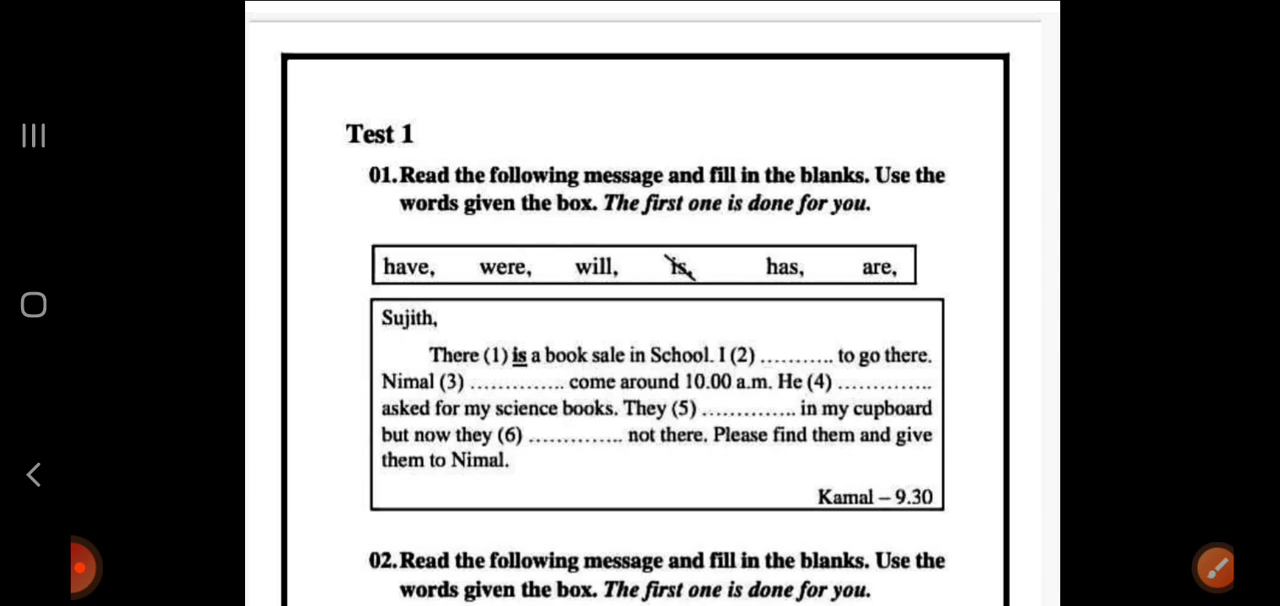 Test 1
01. Read the following message and fill in the blanks. Use the
words given the box. The first one is done for you.
have, were, will, is, has, are,
Sujith,
There (1) is a book sale in School. I (2) ........... to go there.
Nimal (3) .............. come around 10.00 a.m. He (4) ..............
asked for my science books. They (5) .............. in my cupboard
but now they (6) .............. not there. Please find them and give
them to Nimal.
Kamal – 9.30
02. Read the following message and fill in the blanks. Use the
words given the box. The first one is done for you.